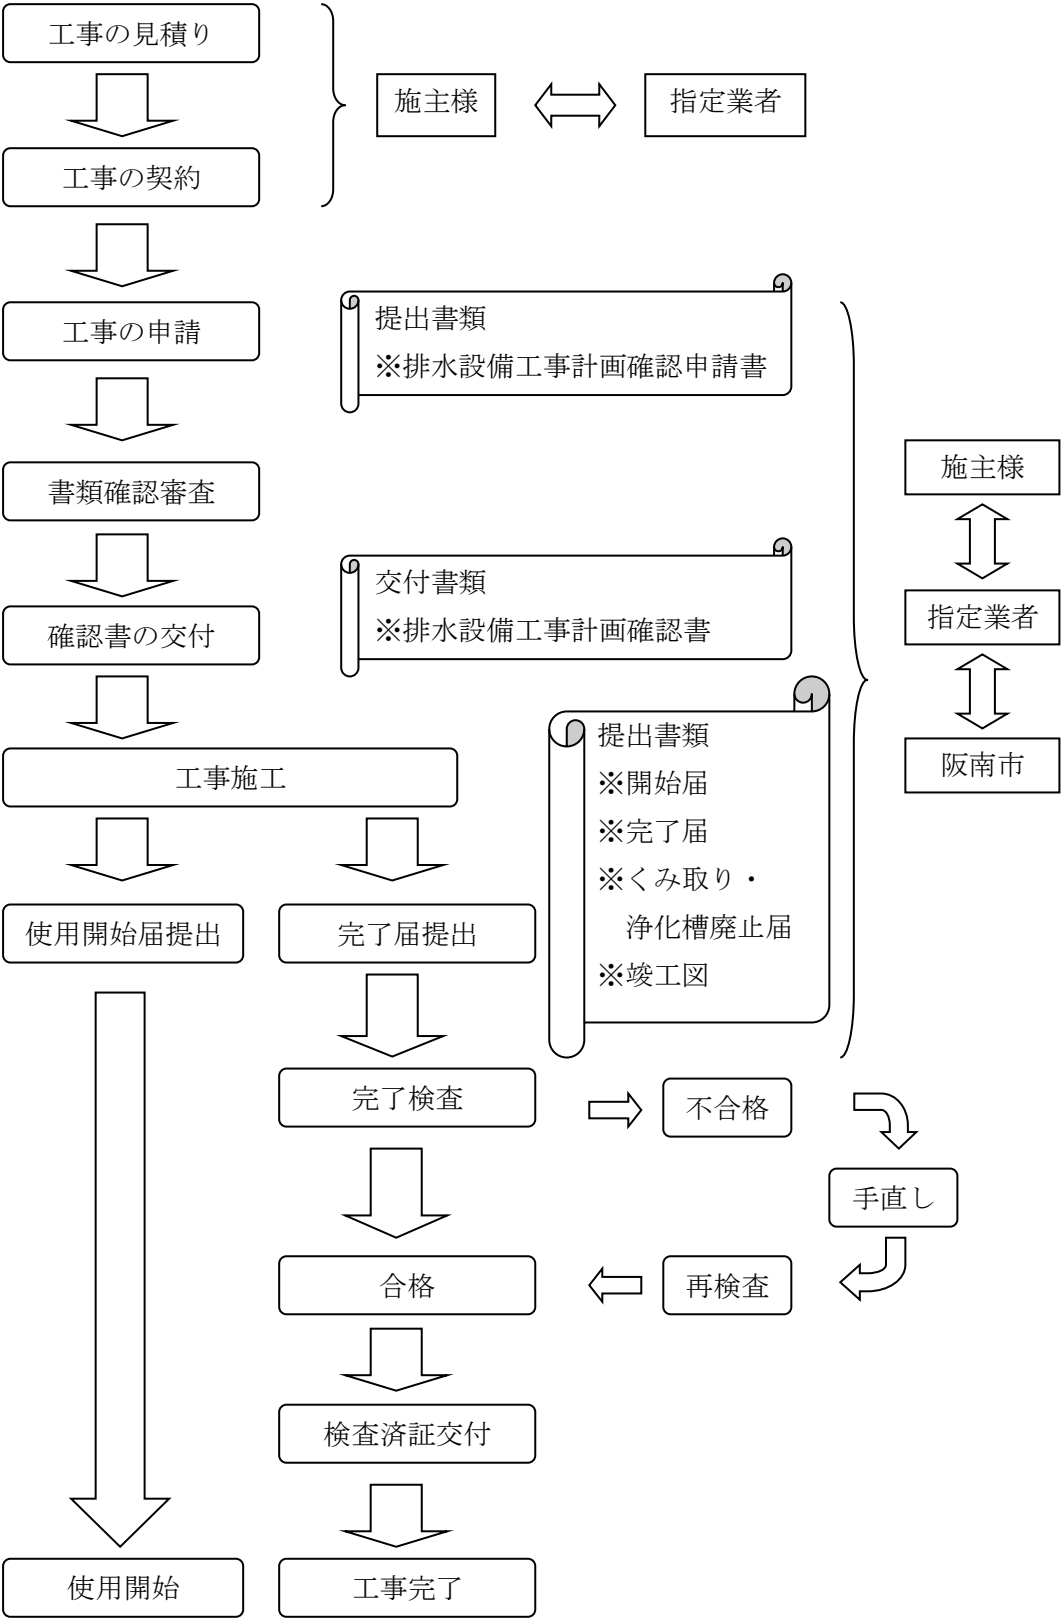 工事の見積り
施主様
指定業者
工事の契約
工事の申請
提出書類
※排水設備工事計画確認申請書
書類確認審査
施主様
確認書の交付
交付書類
※排水設備工事計画確認書
指定業者
工事施工
提出書類
※開始届
※完了届
※くみ取り・
浄化槽廃止届
※竣工図
阪南市
使用開始届提出
完了届提出
完了検査
不合格
手直し
合格
再検査
検査済証交付
使用開始
工事完了